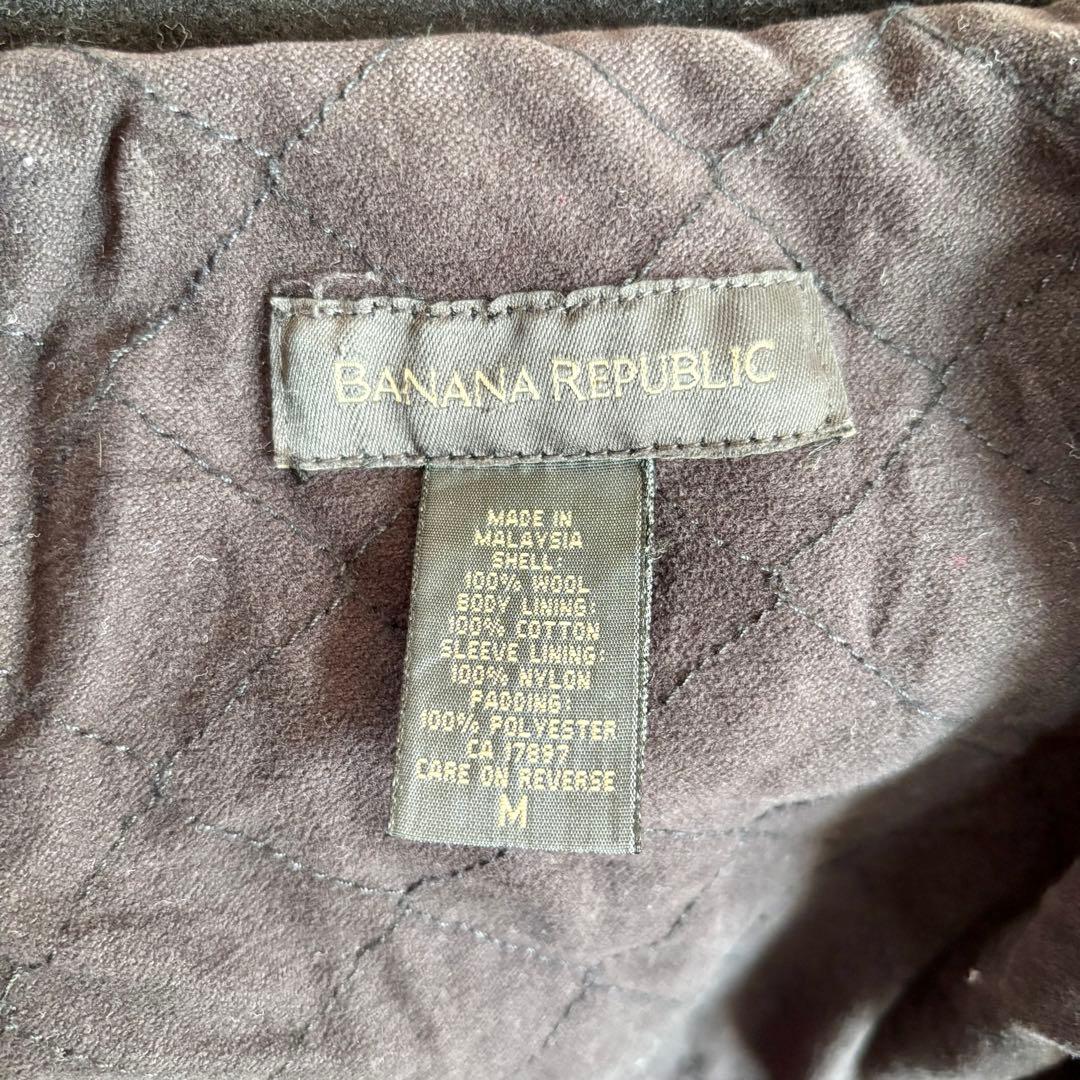 BANANA REPUBLIC
MADE IN
MALAYSIA
SHELL:
100% WOOL
BODY LINING:
100% COTTON
SLEEVE LINING:
100% NYLON
PADDING:
100% POLYESTER
CA 17897
CARE ON REVERSE
M